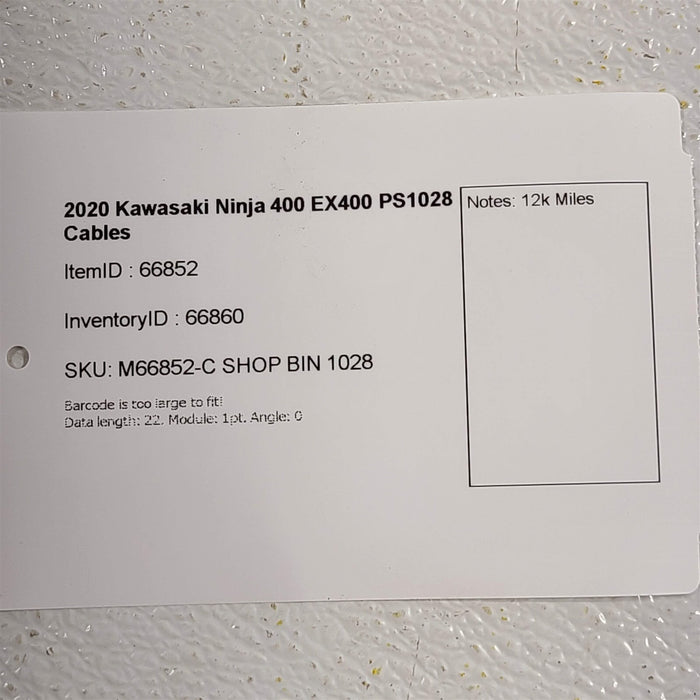 2020 Kawasaki Ninja 400 EX400 PS1028
Cables
Notes: 12k Miles
ItemID : 66852
InventoryID : 66860
SKU: M66852-C SHOP BIN 1028
Barcode is too large to fit!
Data length: 22. Module: 1pt. Angle: 0